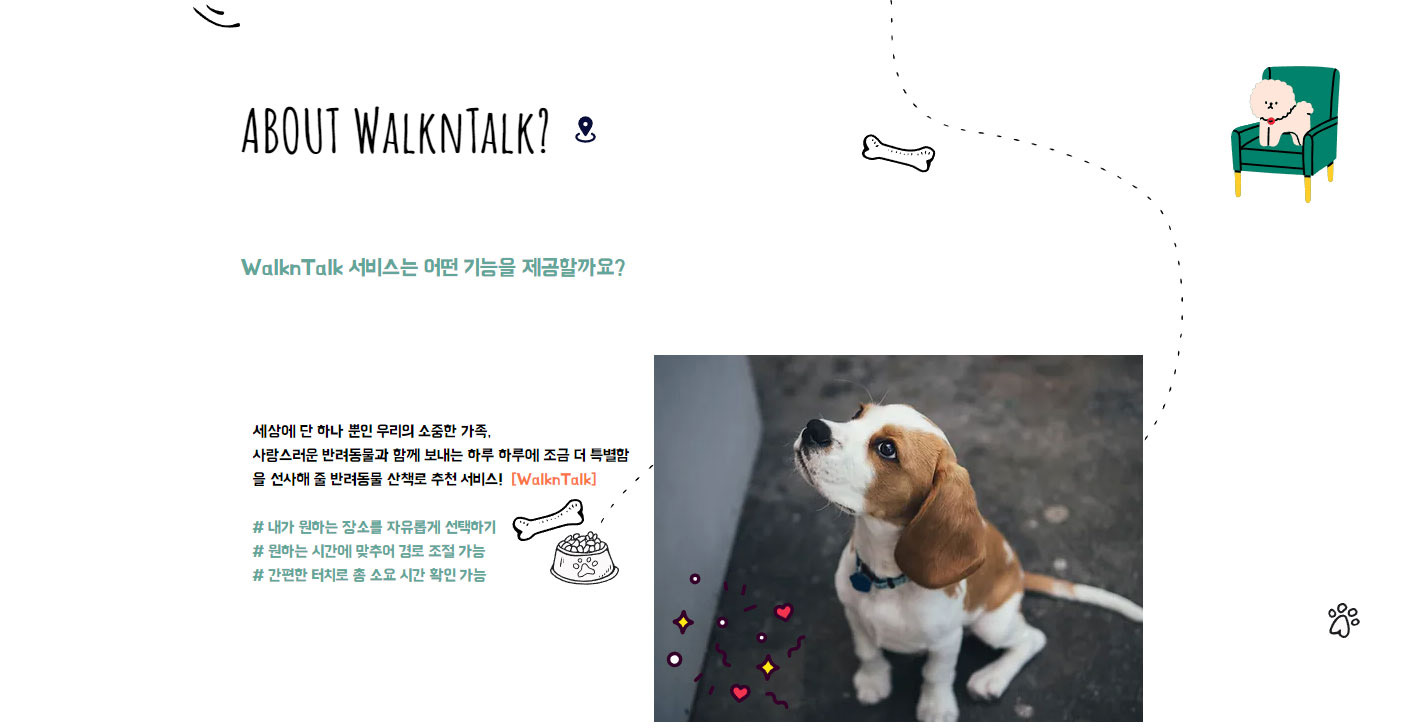 ABOUT WALKNTALK?
WalknTalk 서비스는 어떤 기능을 제공할까요?
세상에 단 하나 뿐인 우리의 소중한 가족,
사람스러운 반려동물과 함께 보내는 하루 하루에 조금 더 특별함
을 선사해 줄 반려동물 산책로 추천 서비스! [WalknTalk]
# 내가 원하는 장소를 자유롭게 선택하기
# 원하는 시간에 맞추어 경로 조절 가능
# 간편한 터치로 총 소요 시간 확인 가능